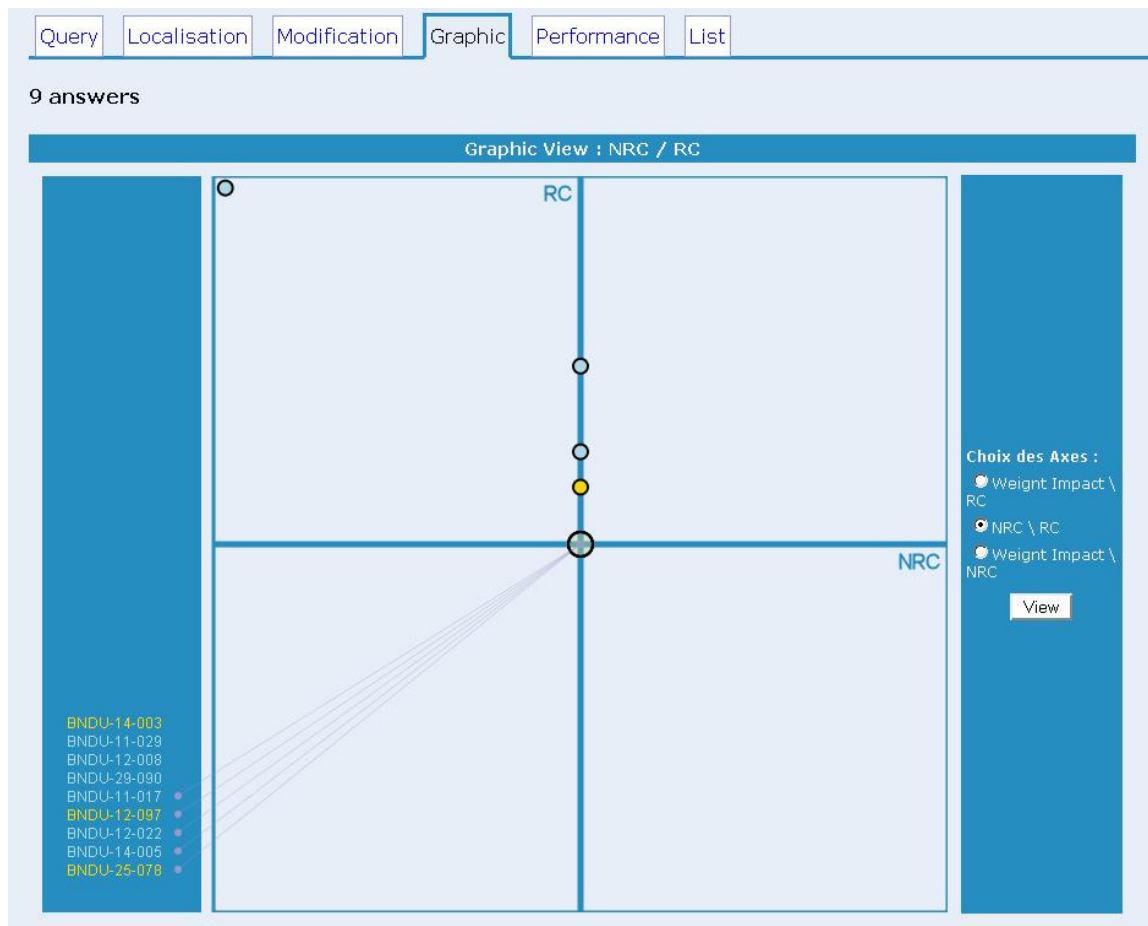 Query Localisation Modification Graphic Performance List
9 answers
Graphic View : NRC / RC
RC
NRC
Choix des Axes :
Weignt Impact \
RC
NRC \ RC
Weignt Impact \
NRC
View
BNDU-14-003
BNDU-11-029
BNDU-12-008
BNDU-29-090
BNDU-11-017
BNDU-12-097
BNDU-12-022
BNDU-14-005
BNDU-25-078